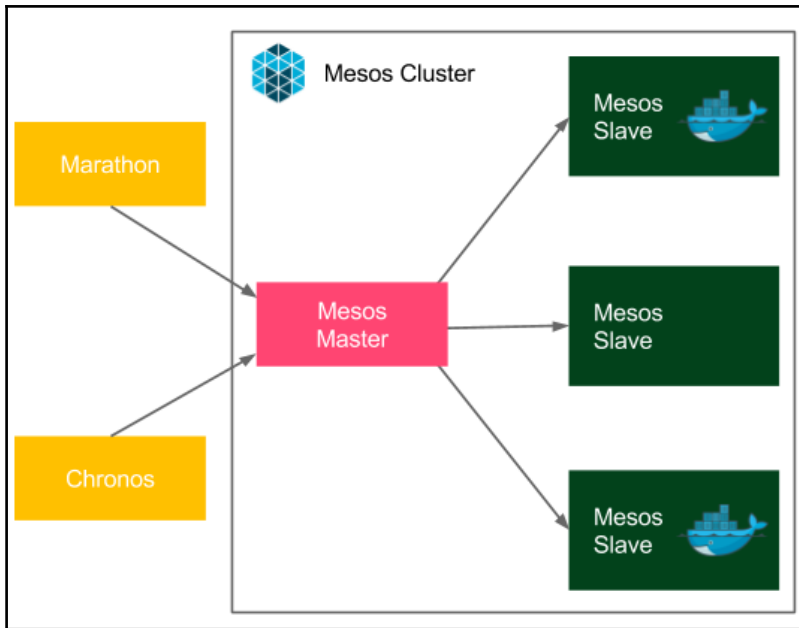 Mesos Cluster
Marathon
Chronos
Mesos
Master
Mesos
Slave
Mesos
Slave
Mesos
Slave